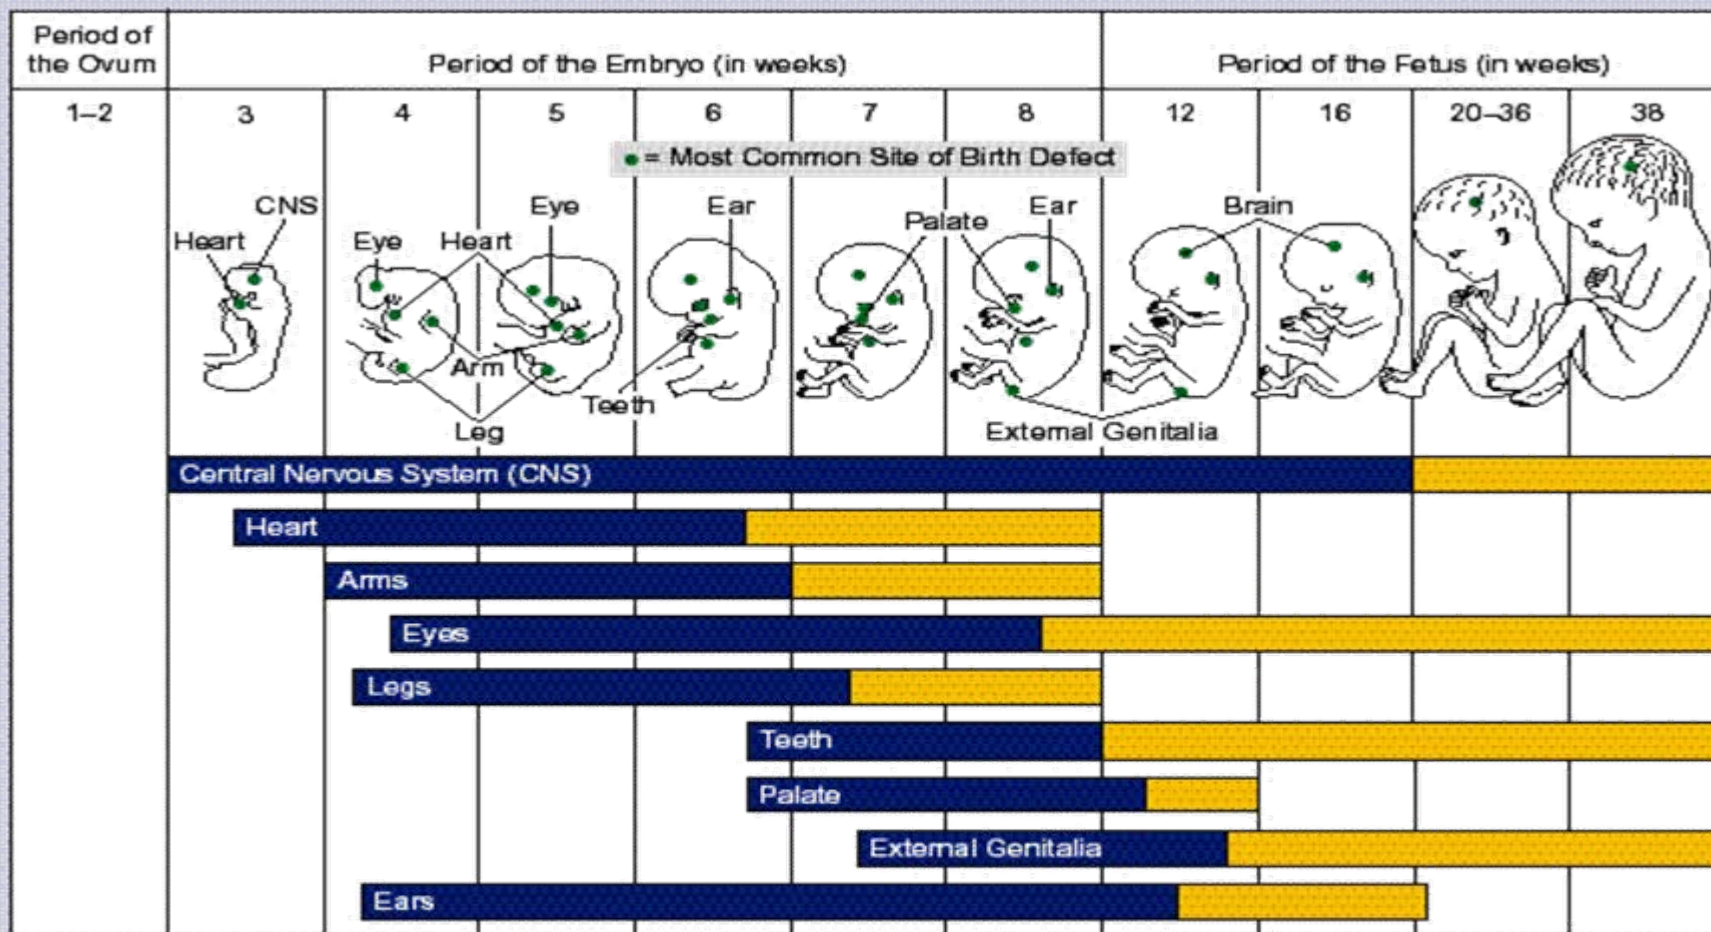 Period of
the Ovum
Period of the Embryo (in weeks)
Period of the Fetus (in weeks)
1–2
3
4
5
6
7
8
12
16
20–36
38
= Most Common Site of Birth Defect
CNS
Eye
Ear
Palate
Ear
Brain
Heart
Eye
Heart
Arm
Teeth
Leg
External Genitalia
Central Nervous System (CNS)
Heart
Arms
Eyes
Legs
Teeth
Palate
External Genitalia
Ears